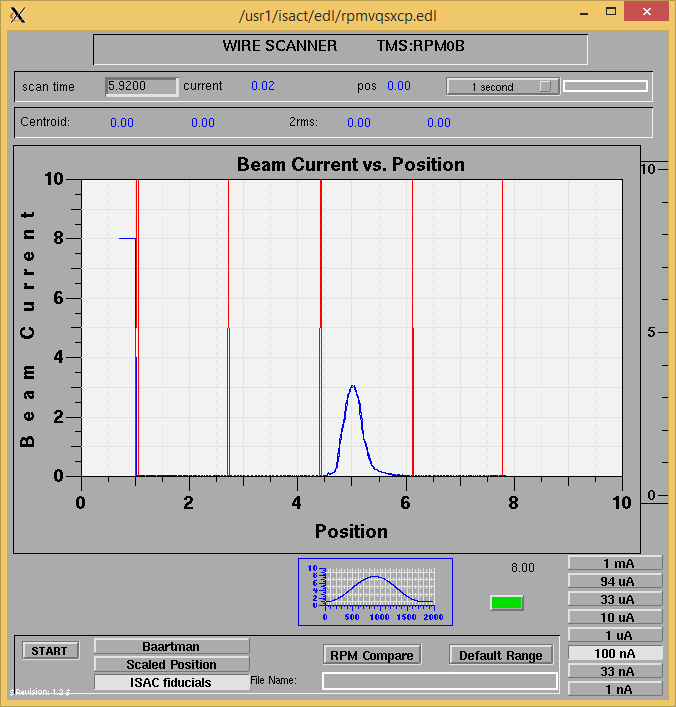 /usr1/isact/edl/rpmvqsxcp.edl
WIRE SCANNER TMS:RPM0B
scan time 5.9200 current 0.02 pos 0.00 1 second
Centroid: 0.00 0.00 2rms: 0.00 0.00
Beam Current vs. Position
10
8
6
4
2
0
Beam Current
0 2 4 6 8 10
Position
10
5
0
10
8
6
4
2
0
0 500 1000 1500 2000
8.00
1 mA
94 uA
33 uA
10 uA
1 uA
100 nA
33 nA
1 nA
START
Baartman
Scaled Position
ISAC fiducials
RPM Compare
Default Range
File Name:
$Revision: 1.2 $